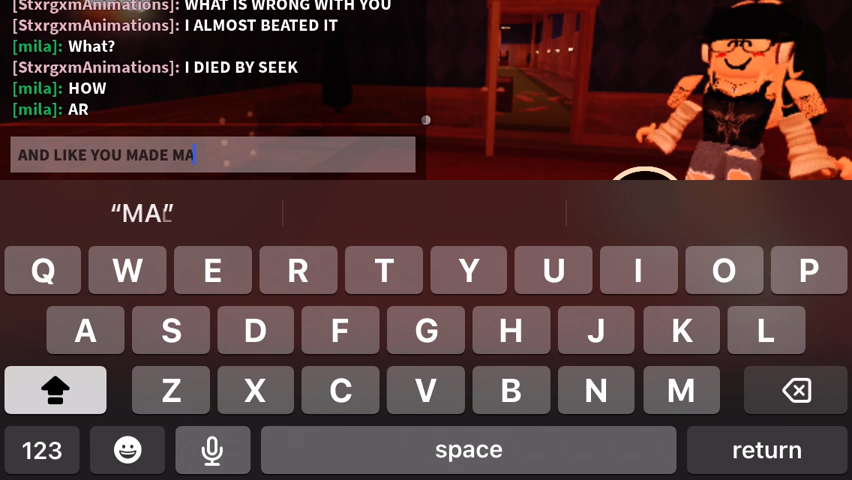 [StxrgxmAnimations]: WHAT IS WRONG WITH YOU
[StxrgxmAnimations]: I ALMOST BEATED IT
[mila]: What?
[StxrgxmAnimations]: I DIED BY SEEK
[mila]: HOW
[mila]: AR
AND LIKE YOU MADE MA
“MA”
Q W E R T Y U I O P
A S D F G H J K L
Z X C V B N M
123 space return